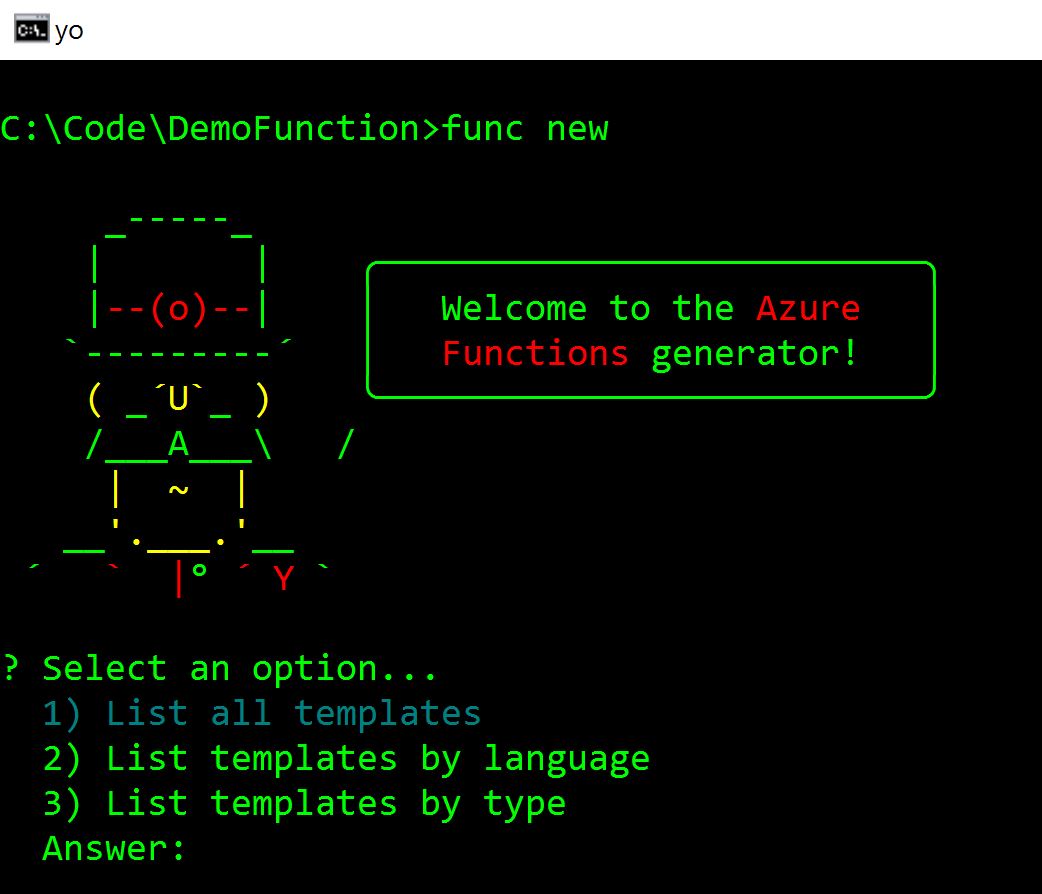 yo
C:\Code\DemoFunction>func new
Welcome to the Azure
Functions generator!
? Select an option...
1) List all templates
2) List templates by language
3) List templates by type
Answer: